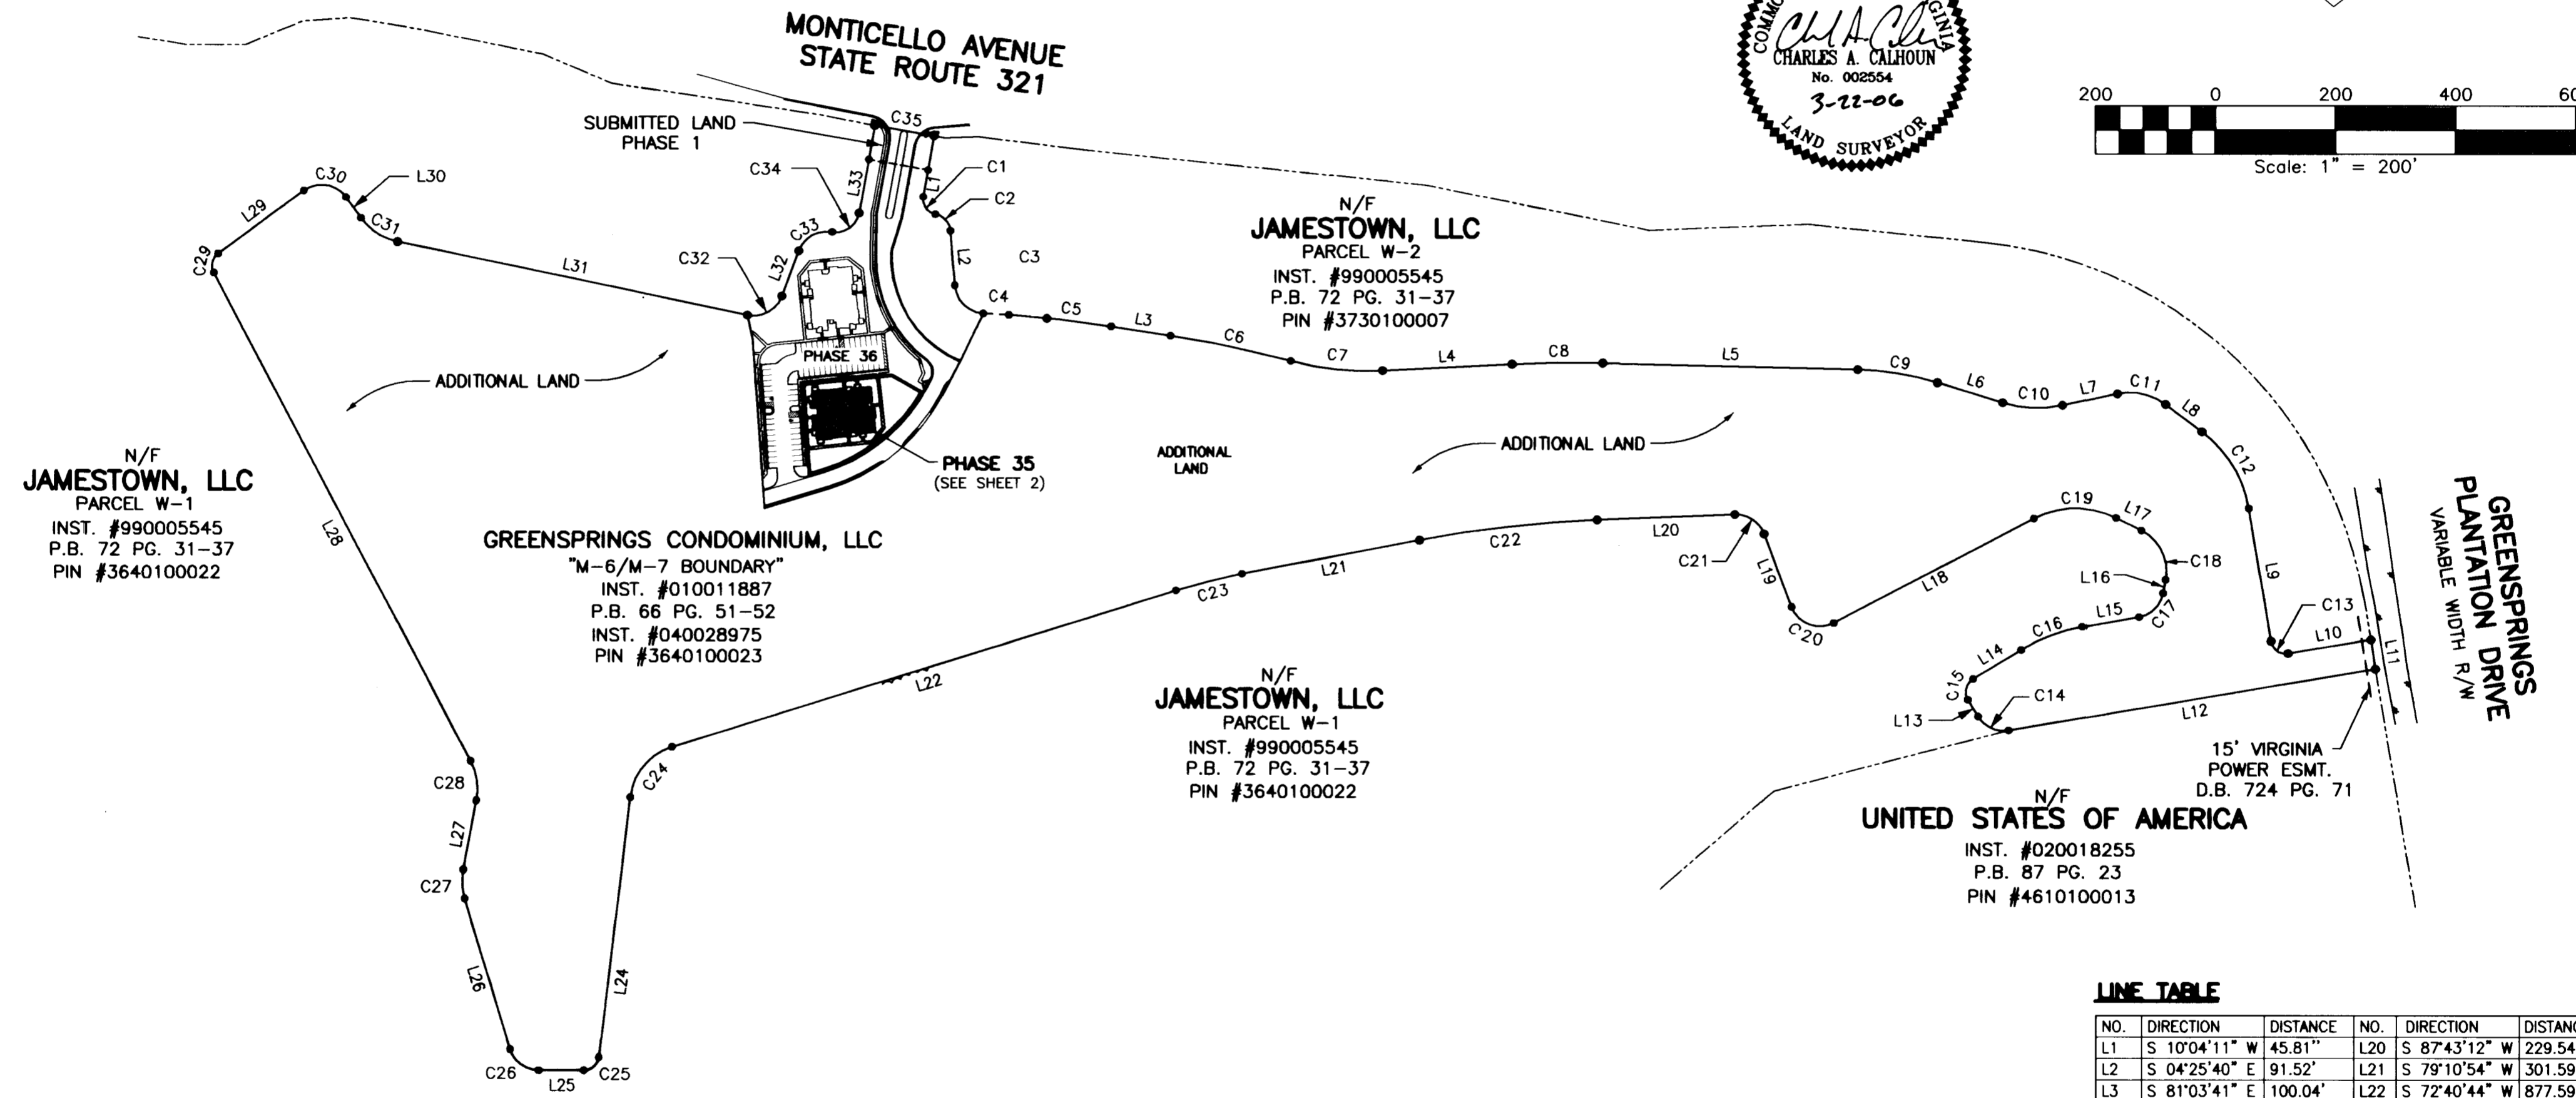 MONTICELLO AVENUE
STATE ROUTE 321
CHARLES A. CALHOUN
No. 002554
3-22-06
LAND SURVEYOR
200 0 200 400
Scale: 1" = 200'
SUBMITTED LAND
PHASE 1
C35
C34
L33
L1
C1
C2
C33
C32
L32
L2
C3
C4
C5
L3
C6
C7
L4
C8
L5
C9
L6
C10
L7
C11
L8
C12
L9
C13
L10
L11
L12
C14
L13
C15
L14
C16
L15
C17
L16
C18
L17
C19
L18
C20
L19
C21
L20
C22
L21
C23
L22
C24
L24
C25
L25
C26
L26
C27
L27
C28
L28
C29
L29
C30
L30
C31
L31
PHASE 36
PHASE 35
(SEE SHEET 2)
ADDITIONAL LAND
ADDITIONAL
LAND
ADDITIONAL LAND
N/F
JAMESTOWN, LLC
PARCEL W-2
INST. #990005545
P.B. 72 PG. 31-37
PIN #3730100007
N/F
JAMESTOWN, LLC
PARCEL W-1
INST. #990005545
P.B. 72 PG. 31-37
PIN #3640100022
GREENSPRINGS CONDOMINIUM, LLC
"M-6/M-7 BOUNDARY"
INST. #010011887
P.B. 66 PG. 51-52
INST. #040028975
PIN #3640100023
N/F
JAMESTOWN, LLC
PARCEL W-1
INST. #990005545
P.B. 72 PG. 31-37
PIN #3640100022
GREENSPRINGS
PLANTATION DRIVE
VARIABLE WIDTH R/W
15' VIRGINIA
POWER ESMT.
D.B. 724 PG. 71
N/F
UNITED STATES OF AMERICA
INST. #020018255
P.B. 87 PG. 23
PIN #4610100013
LINE TABLE
NO. DIRECTION DISTANCE NO. DIRECTION DISTANC
L1 S 10°04'11" W 45.81" L20 S 87°43'12" W 229.54
L2 S 04°25'40" E 91.52' L21 S 79°10'54" W 301.59
L3 S 81°03'41" E 100.04' L22 S 72°40'44" W 877.59